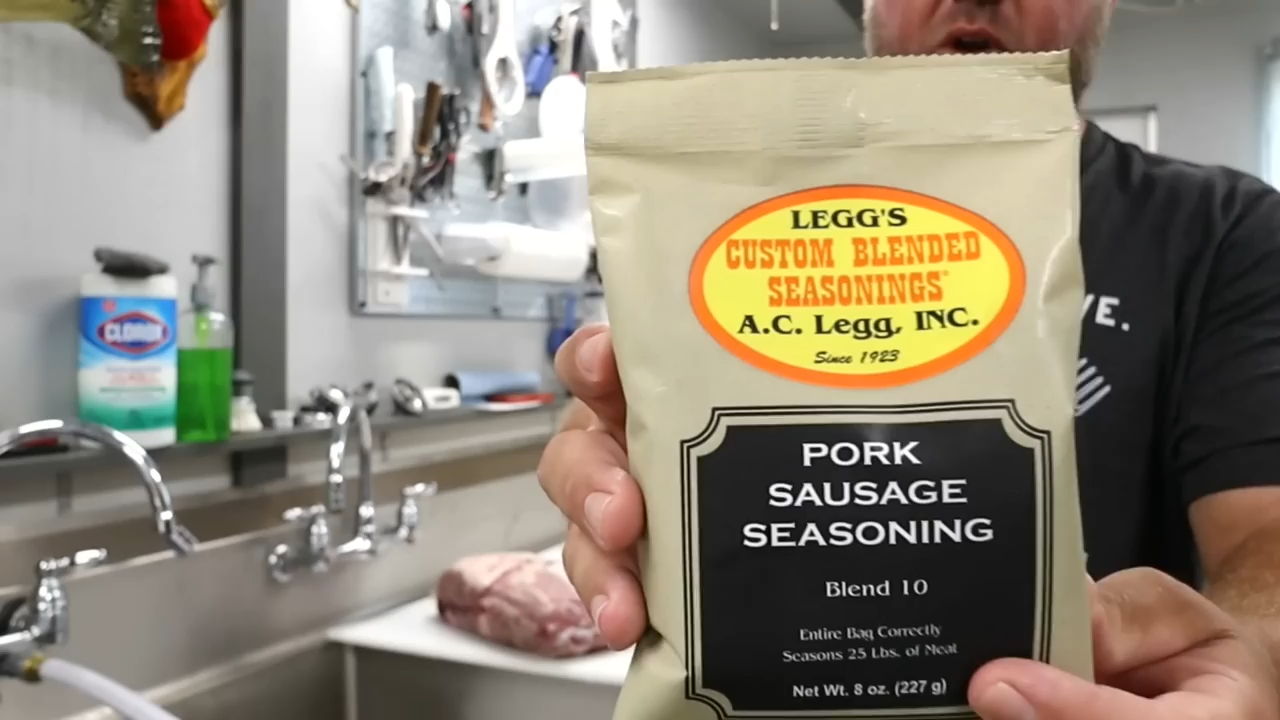 LEGG'S
CUSTOM BLENDED
SEASONINGS
A.C. Legg, INC.
Since 1923
PORK
SAUSAGE
SEASONING
Blend 10
Entire Bag Correctly
Seasons 25 Lbs. of Meat
Net Wt. 8 oz. (227 g)
CLOROX
VE.